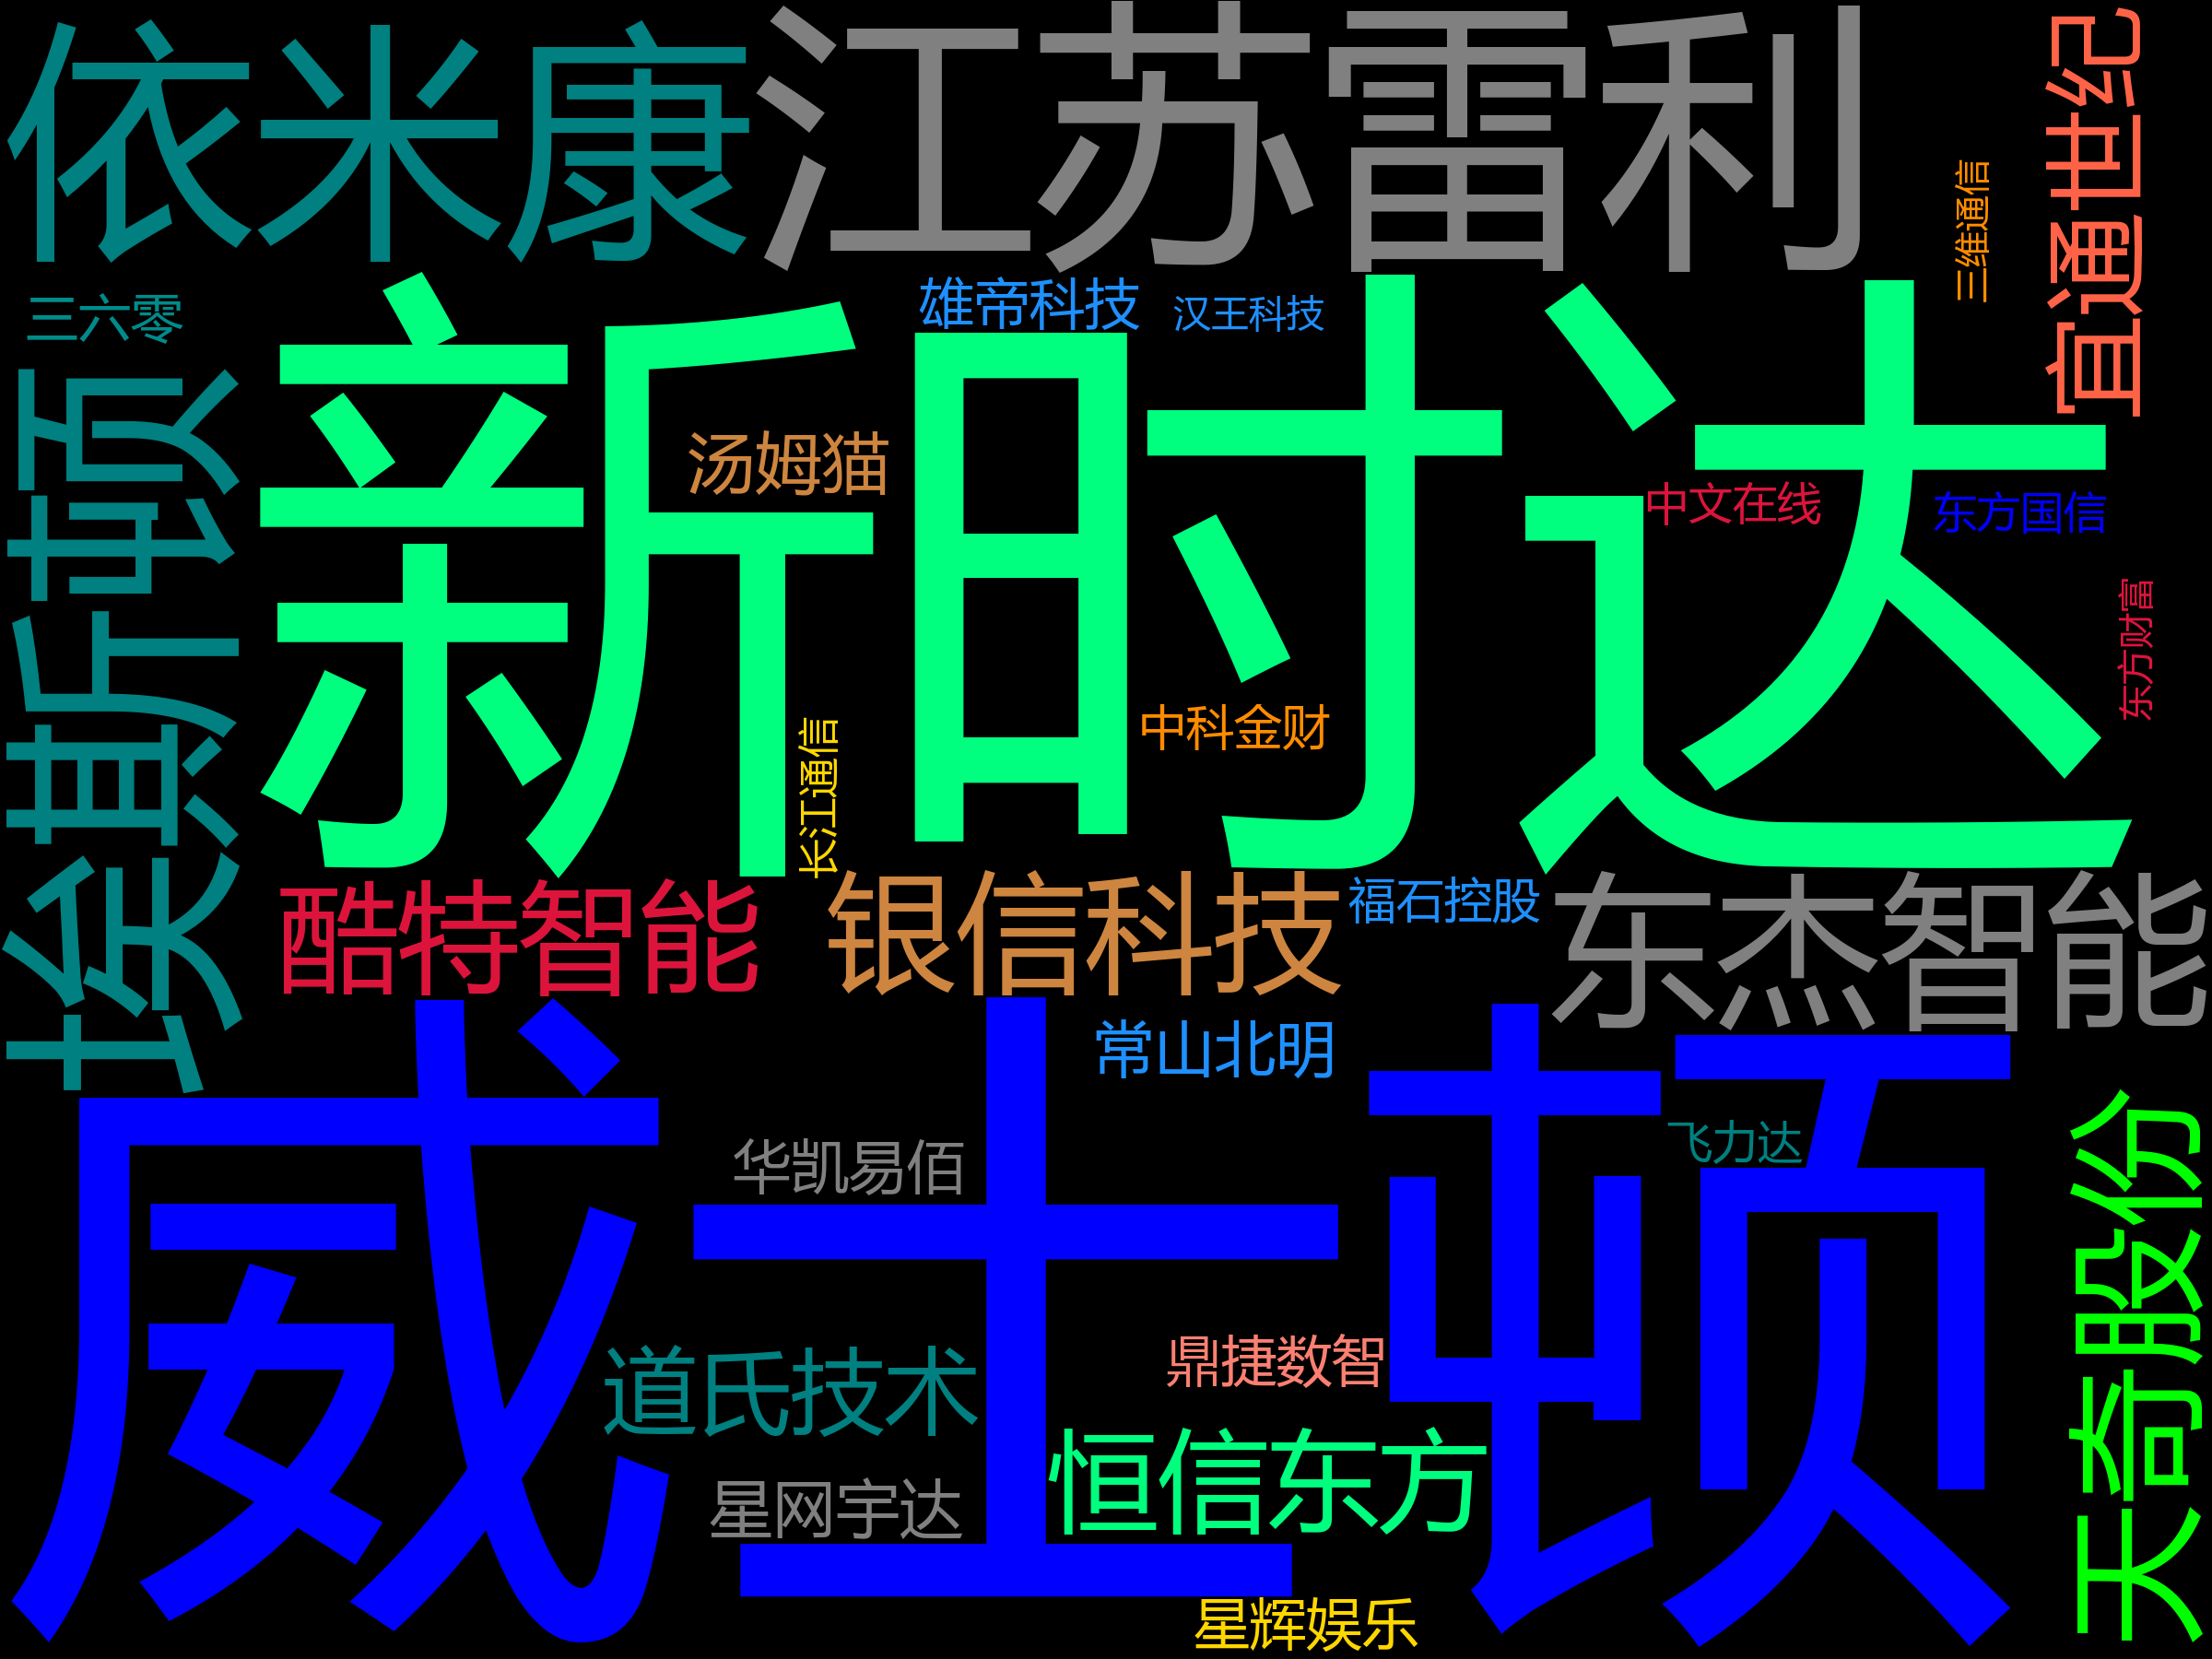 依米康
江苏雷利
宜通世纪
三维通信
三六零
雄帝科技
汉王科技
新时达
汤姆猫
中文在线
东方国信
埃斯顿
东方财富
中科金财
长江通信
酷特智能
银信科技
福石控股
东杰智能
常山北明
威士顿
华凯易佰
飞力达
天奇股份
道氏技术
鼎捷数智
恒信东方
星网宇达
星辉娱乐